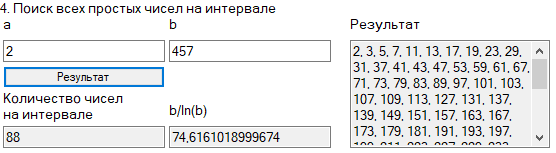 4. Поиск всех простых чисел на интервале
a
b
Результат
2
457
Результат
Количество чисел
на интервале
b/ln(b)
88
74,6161018999674
2, 3, 5, 7, 11, 13, 17, 19, 23, 29,
31, 37, 41, 43, 47, 53, 59, 61, 67,
71, 73, 79, 83, 89, 97, 101, 103,
107, 109, 113, 127, 131, 137,
139, 149, 151, 157, 163, 167,
173, 179, 181, 191, 193, 197,